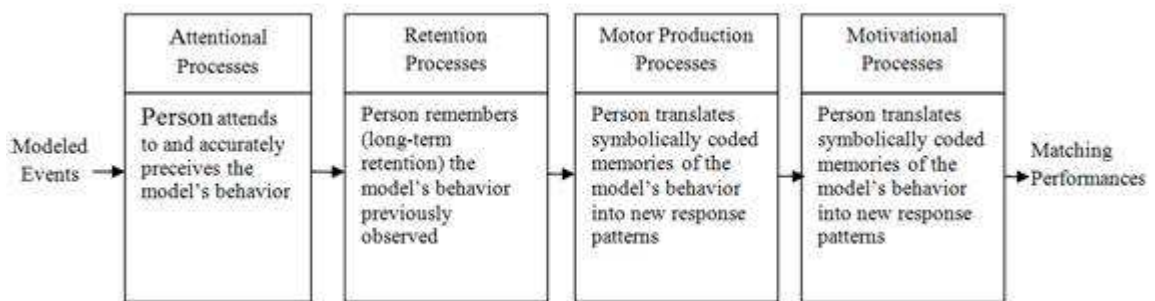 Modeled
Events
Attentional
Processes
Person attends
to and accurately
preceives the
model's behavior
Retention
Processes
Person remembers
(long-term
retention) the
model's behavior
previously
observed
Motor Production
Processes
Person translates
symbolically coded
memories of the
model's behavior
into new response
patterns
Motivational
Processes
Person translates
symbolically coded
memories of the
model's behavior
into new response
patterns
Matching
Performances